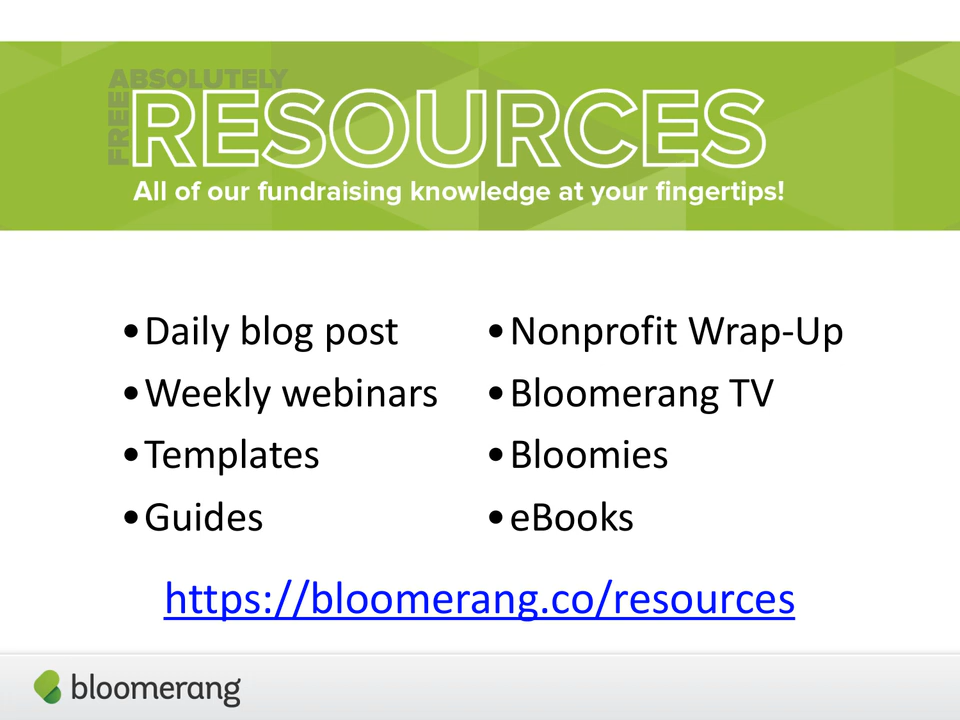 ABSOLUTELY
FREE
RESOURCES
All of our fundraising knowledge at your fingertips!
•Daily blog post
•Weekly webinars
•Templates
•Guides
•Nonprofit Wrap-Up
•Bloomerang TV
•Bloomies
•eBooks
https://bloomerang.co/resources
bloomerang